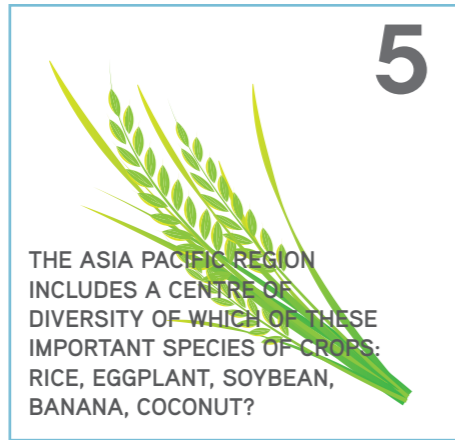 5
THE ASIA PACIFIC REGION
INCLUDES A CENTRE OF
DIVERSITY OF WHICH OF THESE
IMPORTANT SPECIES OF CROPS:
RICE, EGGPLANT, SOYBEAN,
BANANA, COCONUT?